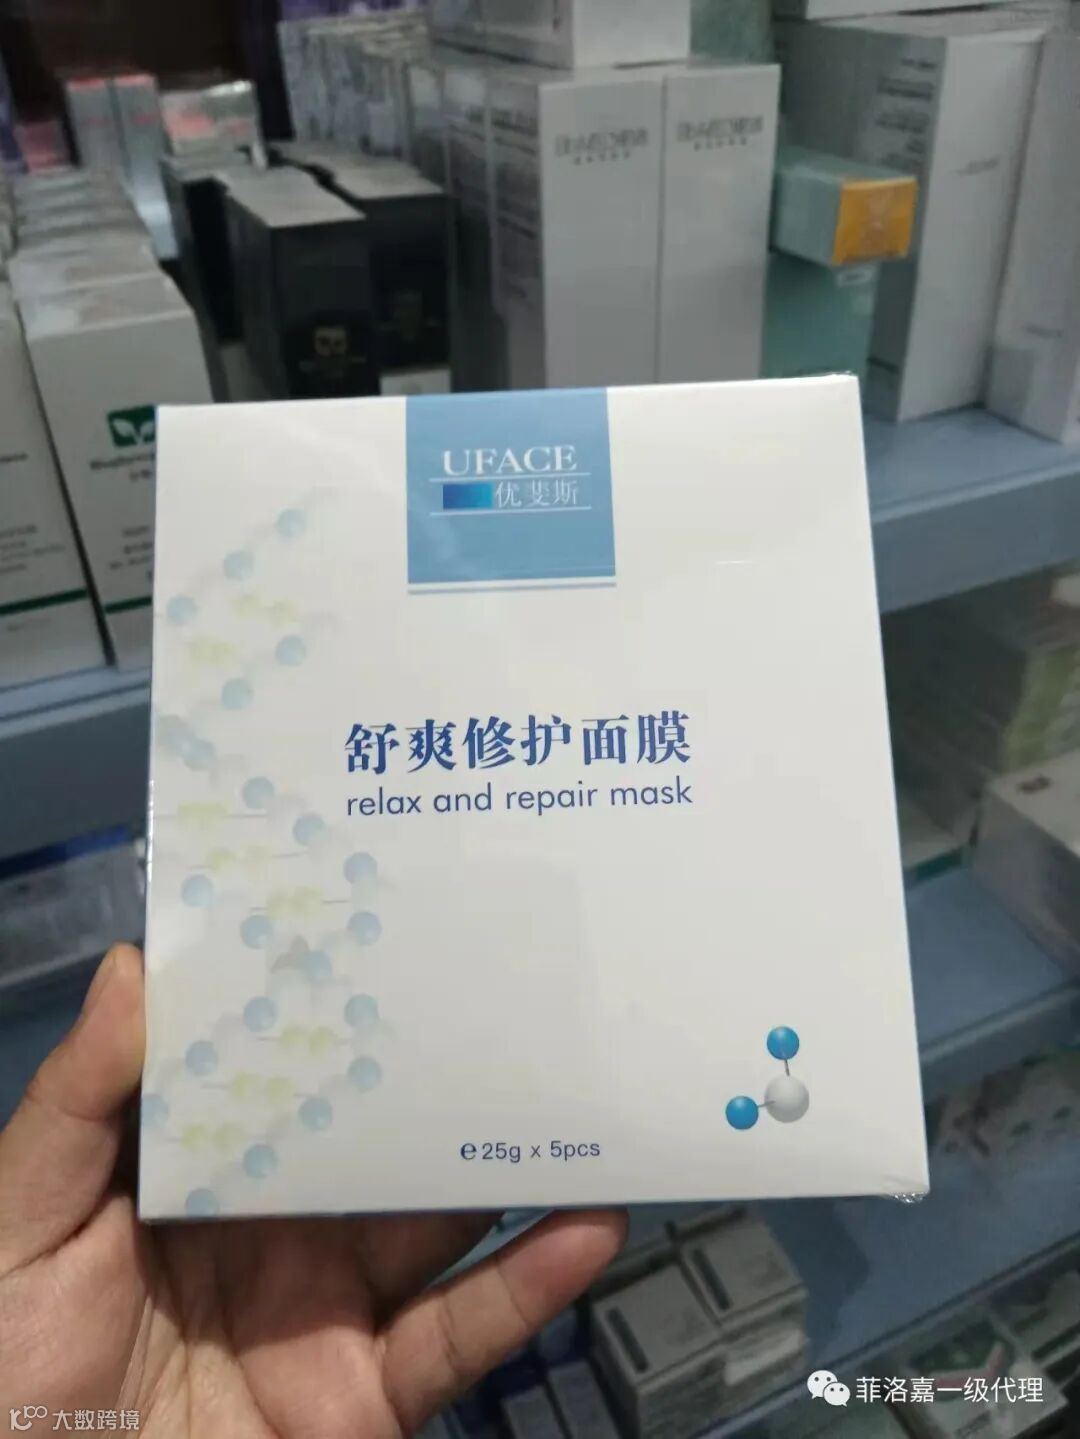 UFACE
优斐斯
舒爽修护面膜
relax and repair mask
℮25g x 5pcs
菲洛嘉一级代理
大数跨境